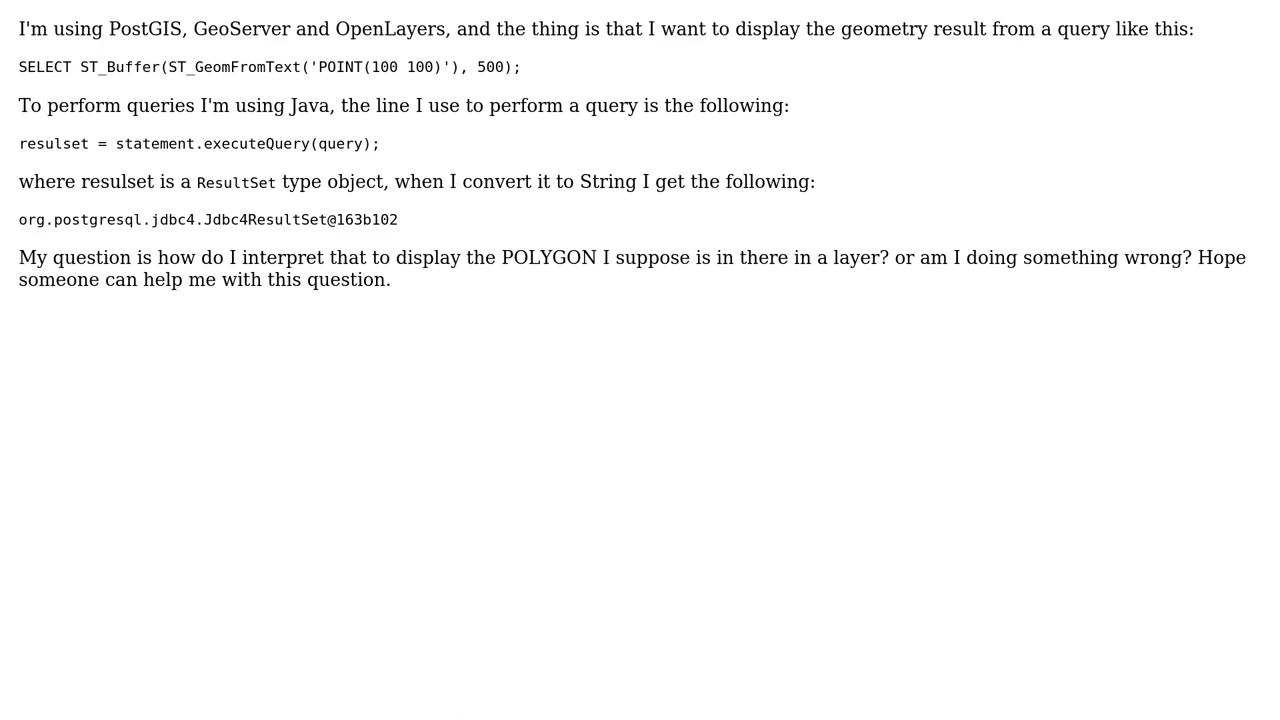 I'm using PostGIS, GeoServer and OpenLayers, and the thing is that I want to display the geometry result from a query like this:
SELECT ST_Buffer(ST_GeomFromText('POINT(100 100)'), 500);
To perform queries I'm using Java, the line I use to perform a query is the following:
resulset = statement.executeQuery(query);
where resulset is a ResultSet type object, when I convert it to String I get the following:
org.postgresql.jdbc4.Jdbc4ResultSet@163b102
My question is how do I interpret that to display the POLYGON I suppose is in there in a layer? or am I doing something wrong? Hope
someone can help me with this question.